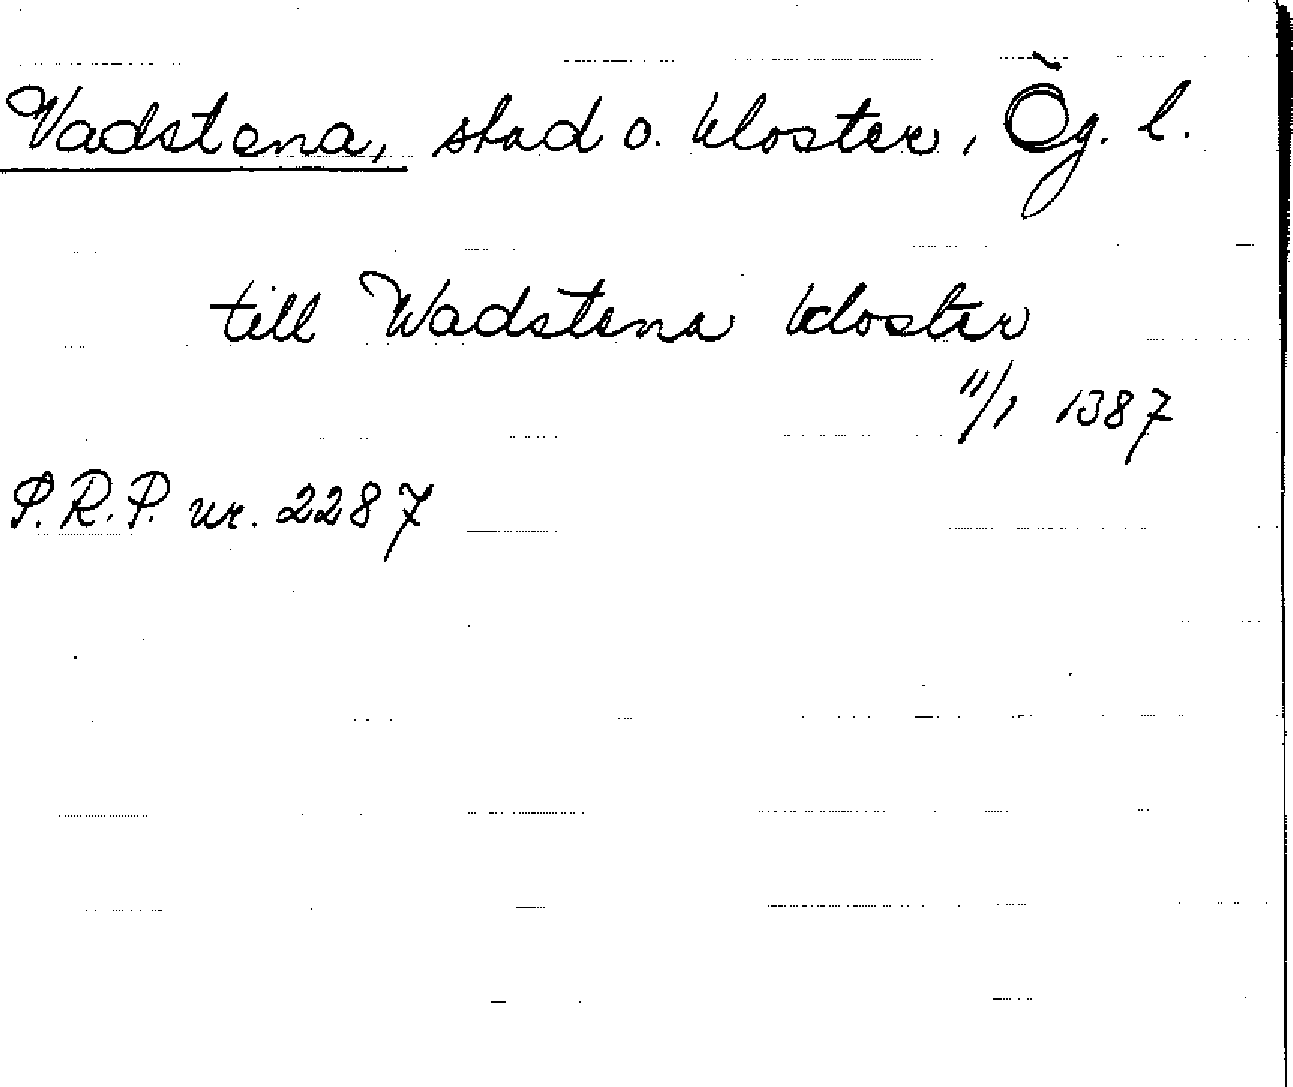 Vadstena, stad o. kloster, Ög. l.
till Wadstena kloster
11/1 1387
S.R.P. nr. 2287